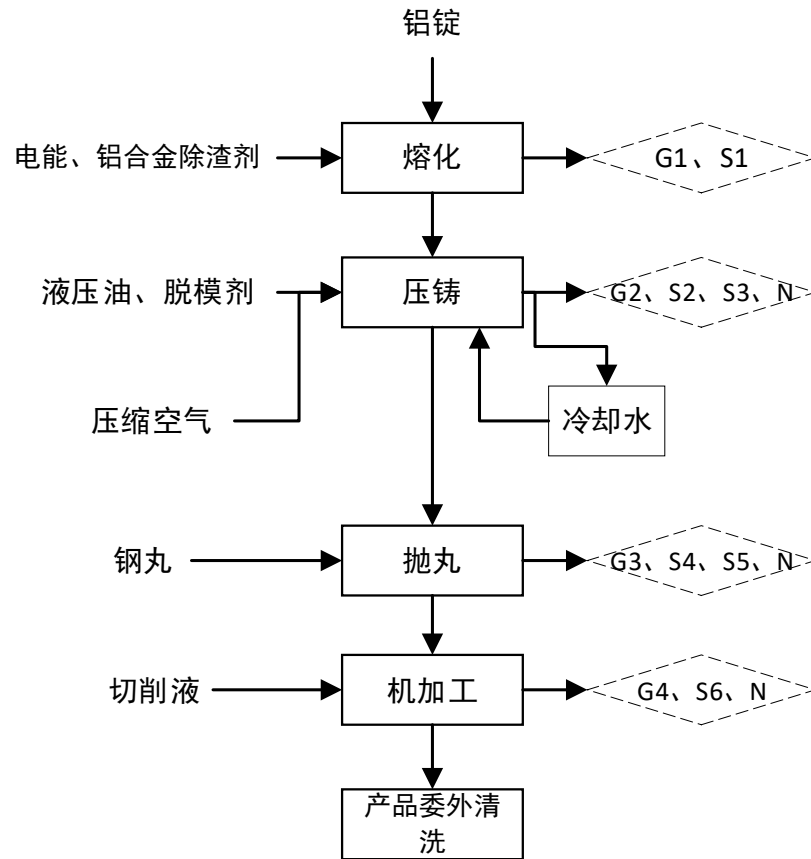 铝锭
电能、铝合金除渣剂
熔化
G1、S1
液压油、脱模剂
压铸
G2、S2、S3、N
压缩空气
冷却水
钢丸
抛丸
G3、S4、S5、N
切削液
机加工
G4、S6、N
产品委外清
洗